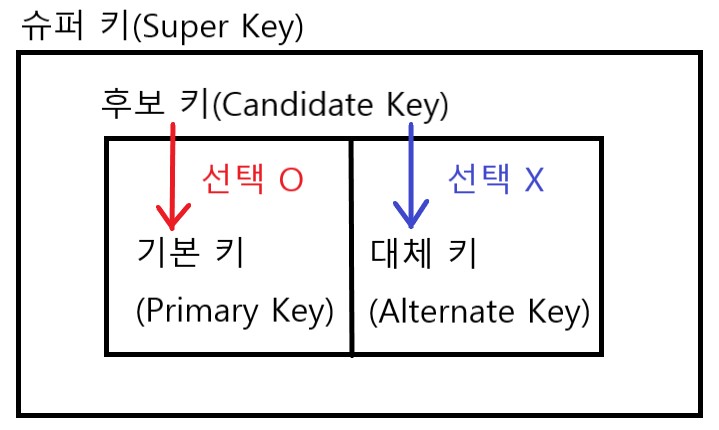 슈퍼 키(Super Key)
후보 키(Candidate Key)
선택 O
선택 X
기본 키
대체 키
(Primary Key)
(Alternate Key)